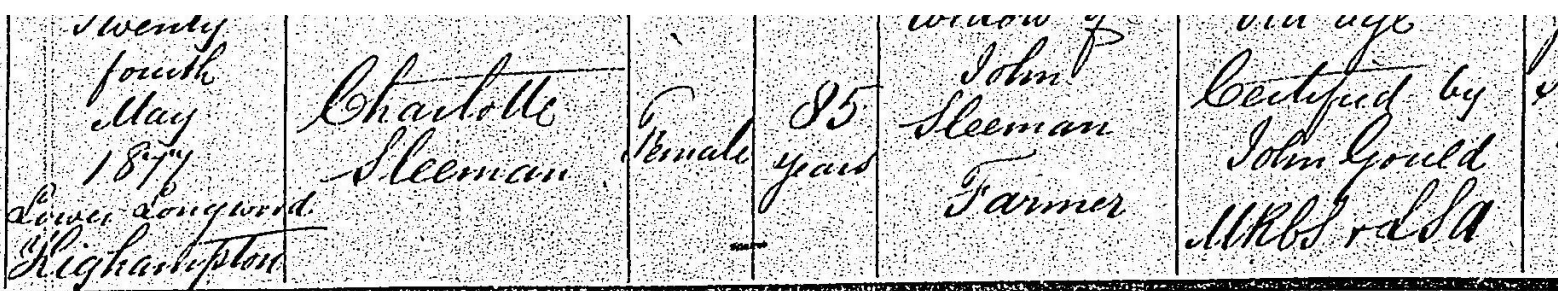 Twenty
fourth
May
1877
Lower Longwood
Highampton
Charlotte
Sleeman
Female
85
years
widow of
John
Sleeman
Farmer
old age
Certified by
John Gould
MRCS & LSA